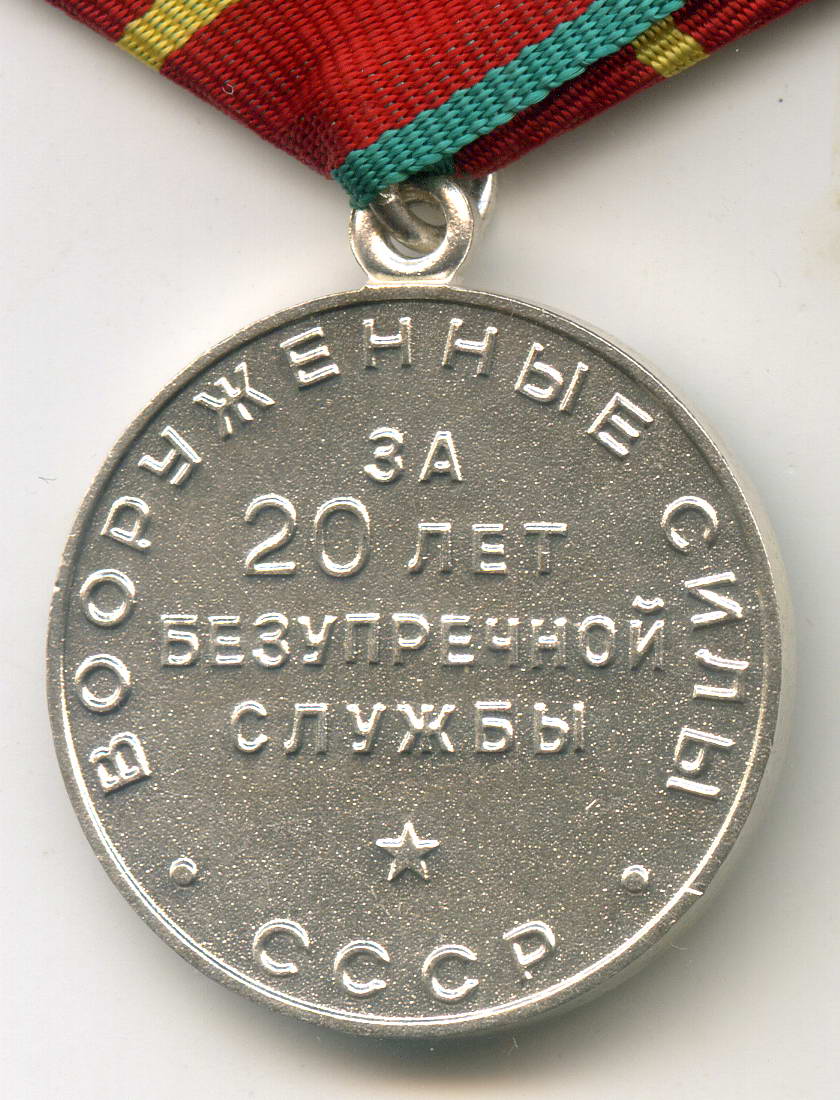 ВООРУЖЕННЫЕ СИЛЫ
ЗА
20 ЛЕТ
БЕЗУПРЕЧНОЙ
СЛУЖБЫ
СССР